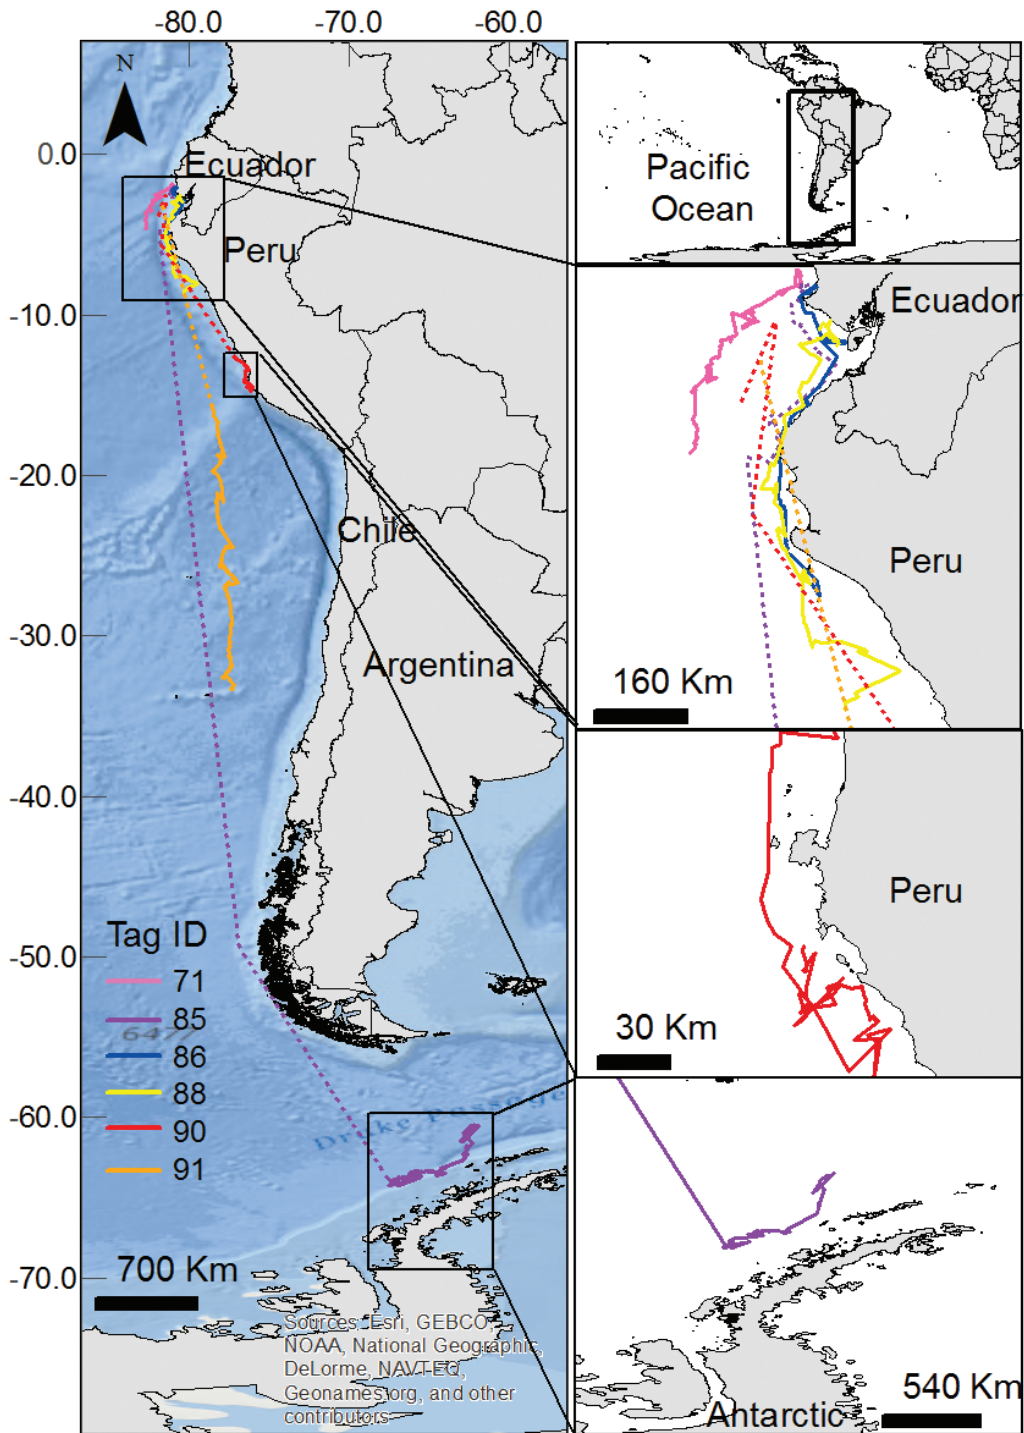 -80.0 -70.0 -60.0
N
0.0
-10.0
-20.0
-30.0
-40.0
-50.0
-60.0
-70.0
Ecuador
Peru
Chile
Argentina
Drake Passage
Tag ID
71
85
86
88
90
91
700 Km
Sources: Esri, GEBCO,
NOAA, National Geographic,
DeLorme, NAVTEQ,
Geonames.org, and other
contributors
Pacific
Ocean
Ecuador
Peru
160 Km
Peru
30 Km
540 Km
Antarctic